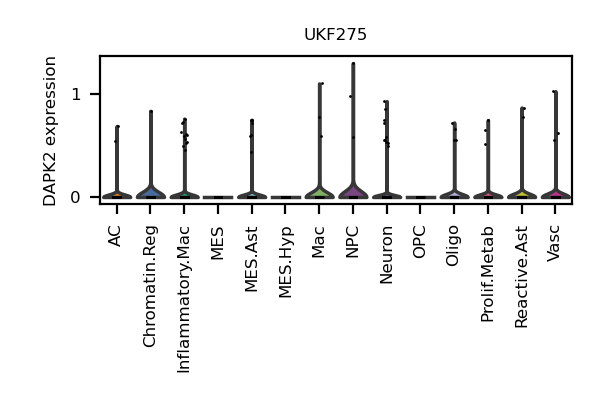 UKF275
DAPK2 expression
1
0
AC
Chromatin.Reg
Inflammatory.Mac
MES
MES.Ast
MES.Hyp
Mac
NPC
Neuron
OPC
Oligo
Prolif.Metab
Reactive.Ast
Vasc